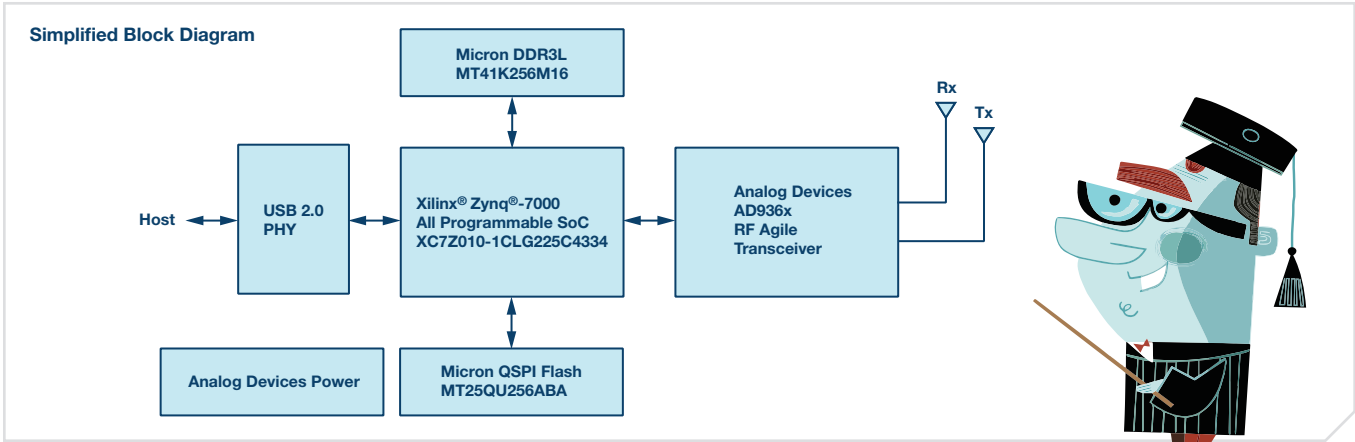 Simplified Block Diagram
Micron DDR3L
MT41K256M16
Rx
Tx
Host
USB 2.0
PHY
Xilinx® Zynq®-7000
All Programmable SoC
XC7Z010-1CLG225C4334
Analog Devices
AD936x
RF Agile
Transceiver
Analog Devices Power
Micron QSPI Flash
MT25QU256ABA